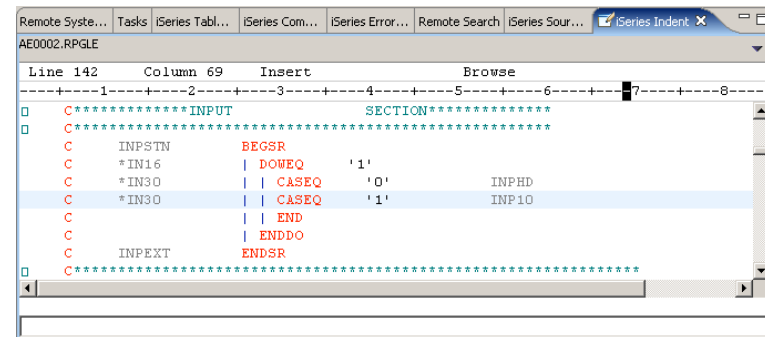 Remote Syste... Tasks iSeries Tabl... iSeries Com... iSeries Error... Remote Search iSeries Sour... iSeries Indent
AE0002.RPGLE
Line 142 Column 69 Insert Browse
----+----1----+----2----+----3----+----4----+----5----+----6----+----7----+----8----
C*************INPUT SECTION**************
C*****************************************************
C INPSTN BEGSR
C *IN16 | DOWEQ '1'
C *IN30 | | CASEQ '0' INPHD
C *IN30 | | CASEQ '1' INP10
C | | END
C | ENDDO
C INPEXT ENDSR
C****************************************************************